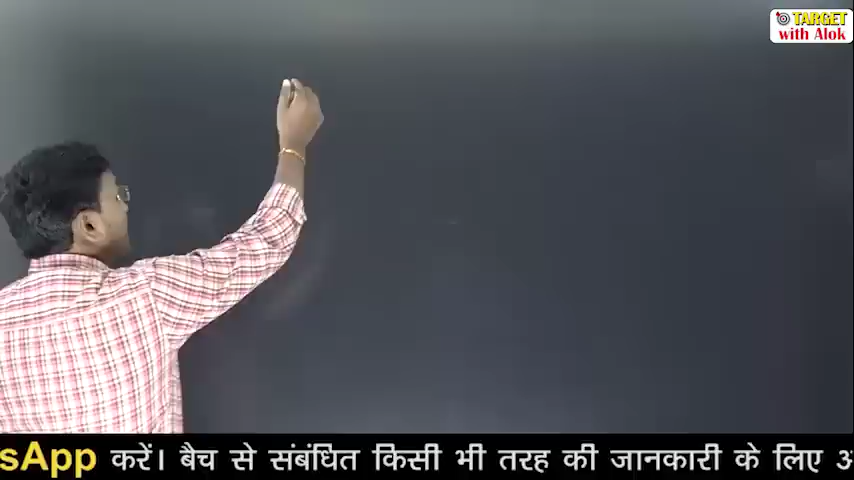 TARGET
with Alok
sApp करें। बैच से संबंधित किसी भी तरह की जानकारी के लिए